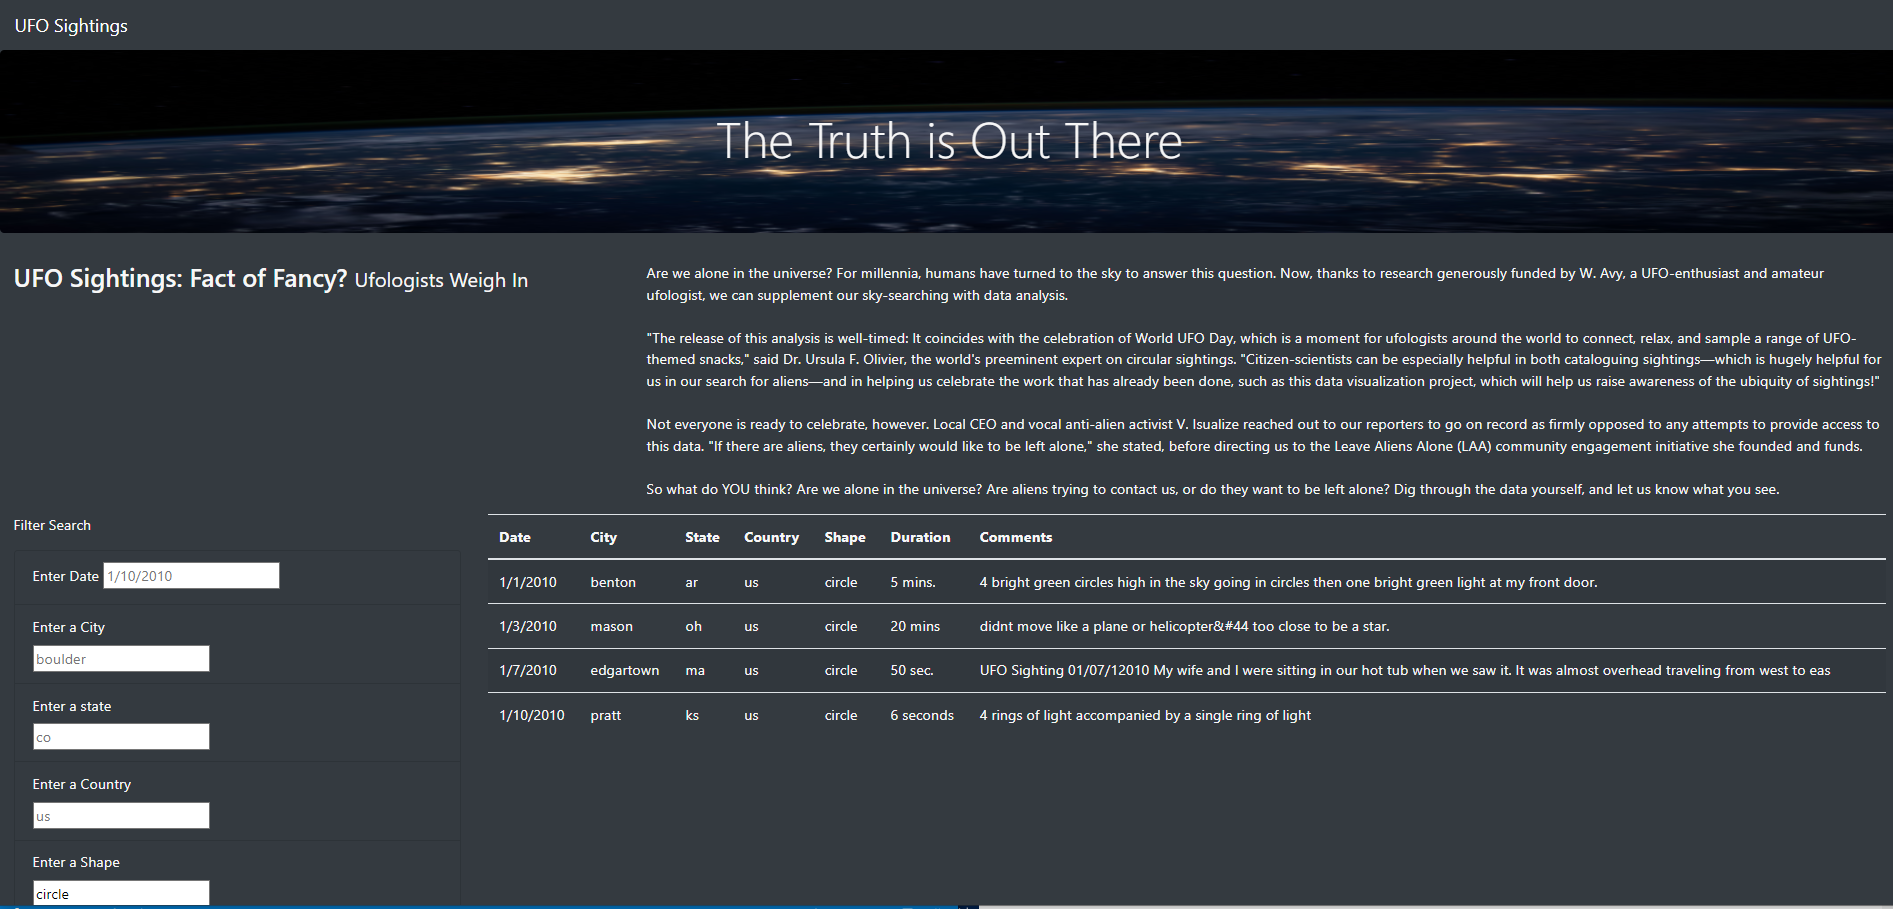 UFO Sightings
The Truth is Out There
UFO Sightings: Fact of Fancy? Ufologists Weigh In
Are we alone in the universe? For millennia, humans have turned to the sky to answer this question. Now, thanks to research generously funded by W. Avy, a UFO-enthusiast and amateur
ufologist, we can supplement our sky-searching with data analysis.
"The release of this analysis is well-timed: It coincides with the celebration of World UFO Day, which is a moment for ufologists around the world to connect, relax, and sample a range of UFO-
themed snacks," said Dr. Ursula F. Olivier, the world's preeminent expert on circular sightings. "Citizen-scientists can be especially helpful in both cataloguing sightings—which is hugely helpful for
us in our search for aliens—and in helping us celebrate the work that has already been done, such as this data visualization project, which will help us raise awareness of the ubiquity of sightings!"
Not everyone is ready to celebrate, however. Local CEO and vocal anti-alien activist V. Isualize reached out to our reporters to go on record as firmly opposed to any attempts to provide access to
this data. "If there are aliens, they certainly would like to be left alone," she stated, before directing us to the Leave Aliens Alone (LAA) community engagement initiative she founded and funds.
So what do YOU think? Are we alone in the universe? Are aliens trying to contact us, or do they want to be left alone? Dig through the data yourself, and let us know what you see.
Filter Search
Enter Date 1/10/2010
Enter a City
boulder
Enter a state
co
Enter a Country
us
Enter a Shape
circle
Date City State Country Shape Duration Comments
1/1/2010 benton ar us circle 5 mins. 4 bright green circles high in the sky going in circles then one bright green light at my front door.
1/3/2010 mason oh us circle 20 mins didnt move like a plane or helicopter&#44 too close to be a star.
1/7/2010 edgartown ma us circle 50 sec. UFO Sighting 01/07/12010 My wife and I were sitting in our hot tub when we saw it. It was almost overhead traveling from west to eas
1/10/2010 pratt ks us circle 6 seconds 4 rings of light accompanied by a single ring of light